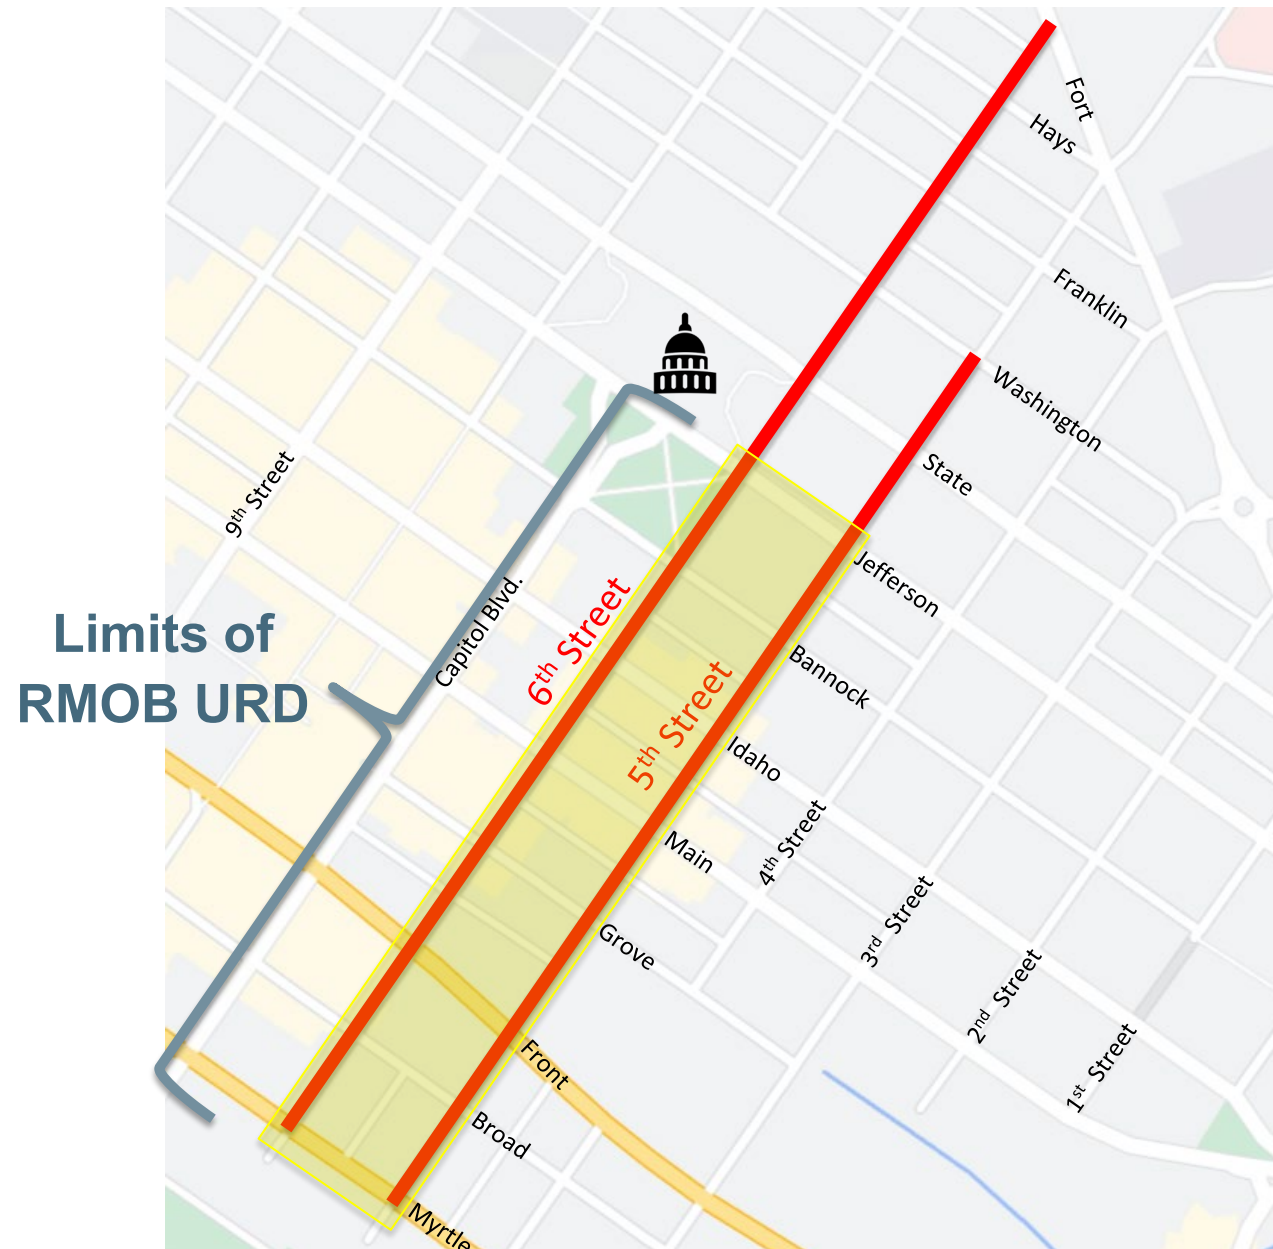 Fort
Hays
Franklin
Washington
State
9th Street
Jefferson
Capitol Blvd.
6th Street
Limits of
RMOB URD
Bannock
5th Street
Idaho
4th Street
Main
3rd Street
Grove
2nd Street
1st Street
Front
Broad
Myrtle